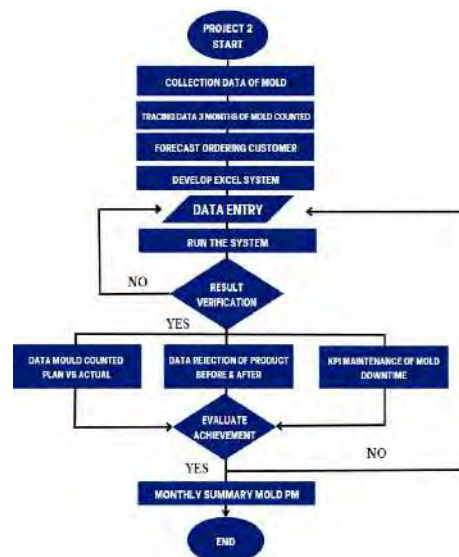 PROJECT 2
START
COLLECTION DATA OF MOLD
TRACING DATA 3 MONTHS OF MOLD COUNTED
FORECAST ORDERING CUSTOMER
DEVELOP EXCEL SYSTEM
DATA ENTRY
RUN THE SYSTEM
RESULT
VERIFICATION
NO
YES
DATA MOULD COUNTED
PLAN VS ACTUAL
DATA REJECTION OF PRODUCT
BEFORE & AFTER
KPI MAINTENANCE OF MOLD
DOWNTIME
EVALUATE
ACHIEVEMENT
YES
NO
MONTHLY SUMMARY MOLD PM
END